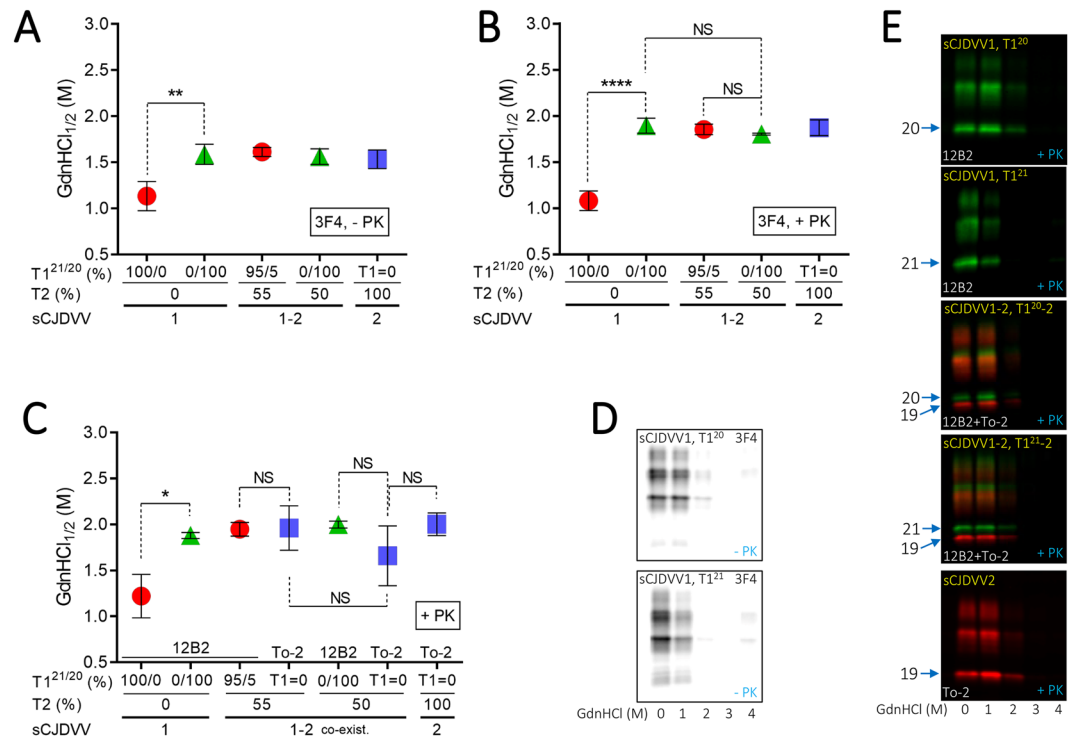 A
GdnHCl1/2 (M)
3.0
2.5
2.0
1.5
1.0
0.5
**
3F4, - PK
T1^21/20 (%) 100/0 0/100 95/5 0/100 T1=0
T2 (%) 0 55 50 100
sCJDVV 1 1-2 2
B
GdnHCl1/2 (M)
3.0
2.5
2.0
1.5
1.0
0.5
NS
****
NS
3F4, + PK
T1^21/20 (%) 100/0 0/100 95/5 0/100 T1=0
T2 (%) 0 55 50 100
sCJDVV 1 1-2 2
C
GdnHCl1/2 (M)
3.0
2.5
2.0
1.5
1.0
0.5
NS NS NS
*
NS
+ PK
12B2 To-2 12B2 To-2 To-2
T1^21/20 (%) 100/0 0/100 95/5 T1=0 0/100 T1=0 T1=0
T2 (%) 0 55 50 100
sCJDVV 1 1-2 co-exist. 2
D
sCJDVV1, T1^20 3F4
- PK
sCJDVV1, T1^21 3F4
- PK
GdnHCl (M) 0 1 2 3 4
E
sCJDVV1, T1^20
20
12B2 + PK
sCJDVV1, T1^21
21
12B2 + PK
sCJDVV1-2, T1^20-2
20
19
12B2+To-2 + PK
sCJDVV1-2, T1^21-2
21
19
12B2+To-2 + PK
sCJDVV2
19
To-2 + PK
GdnHCl (M) 0 1 2 3 4